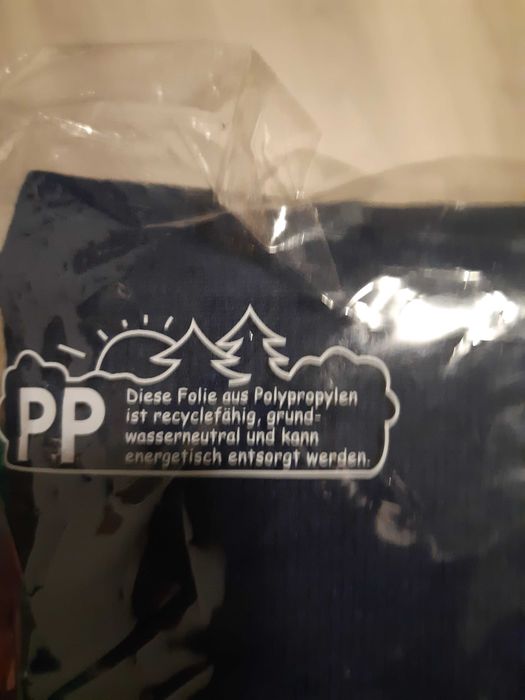 PP
Diese Folie aus Polypropylen
ist recyclefähig, grund-
wasserneutral und kann
energetisch entsorgt werden.